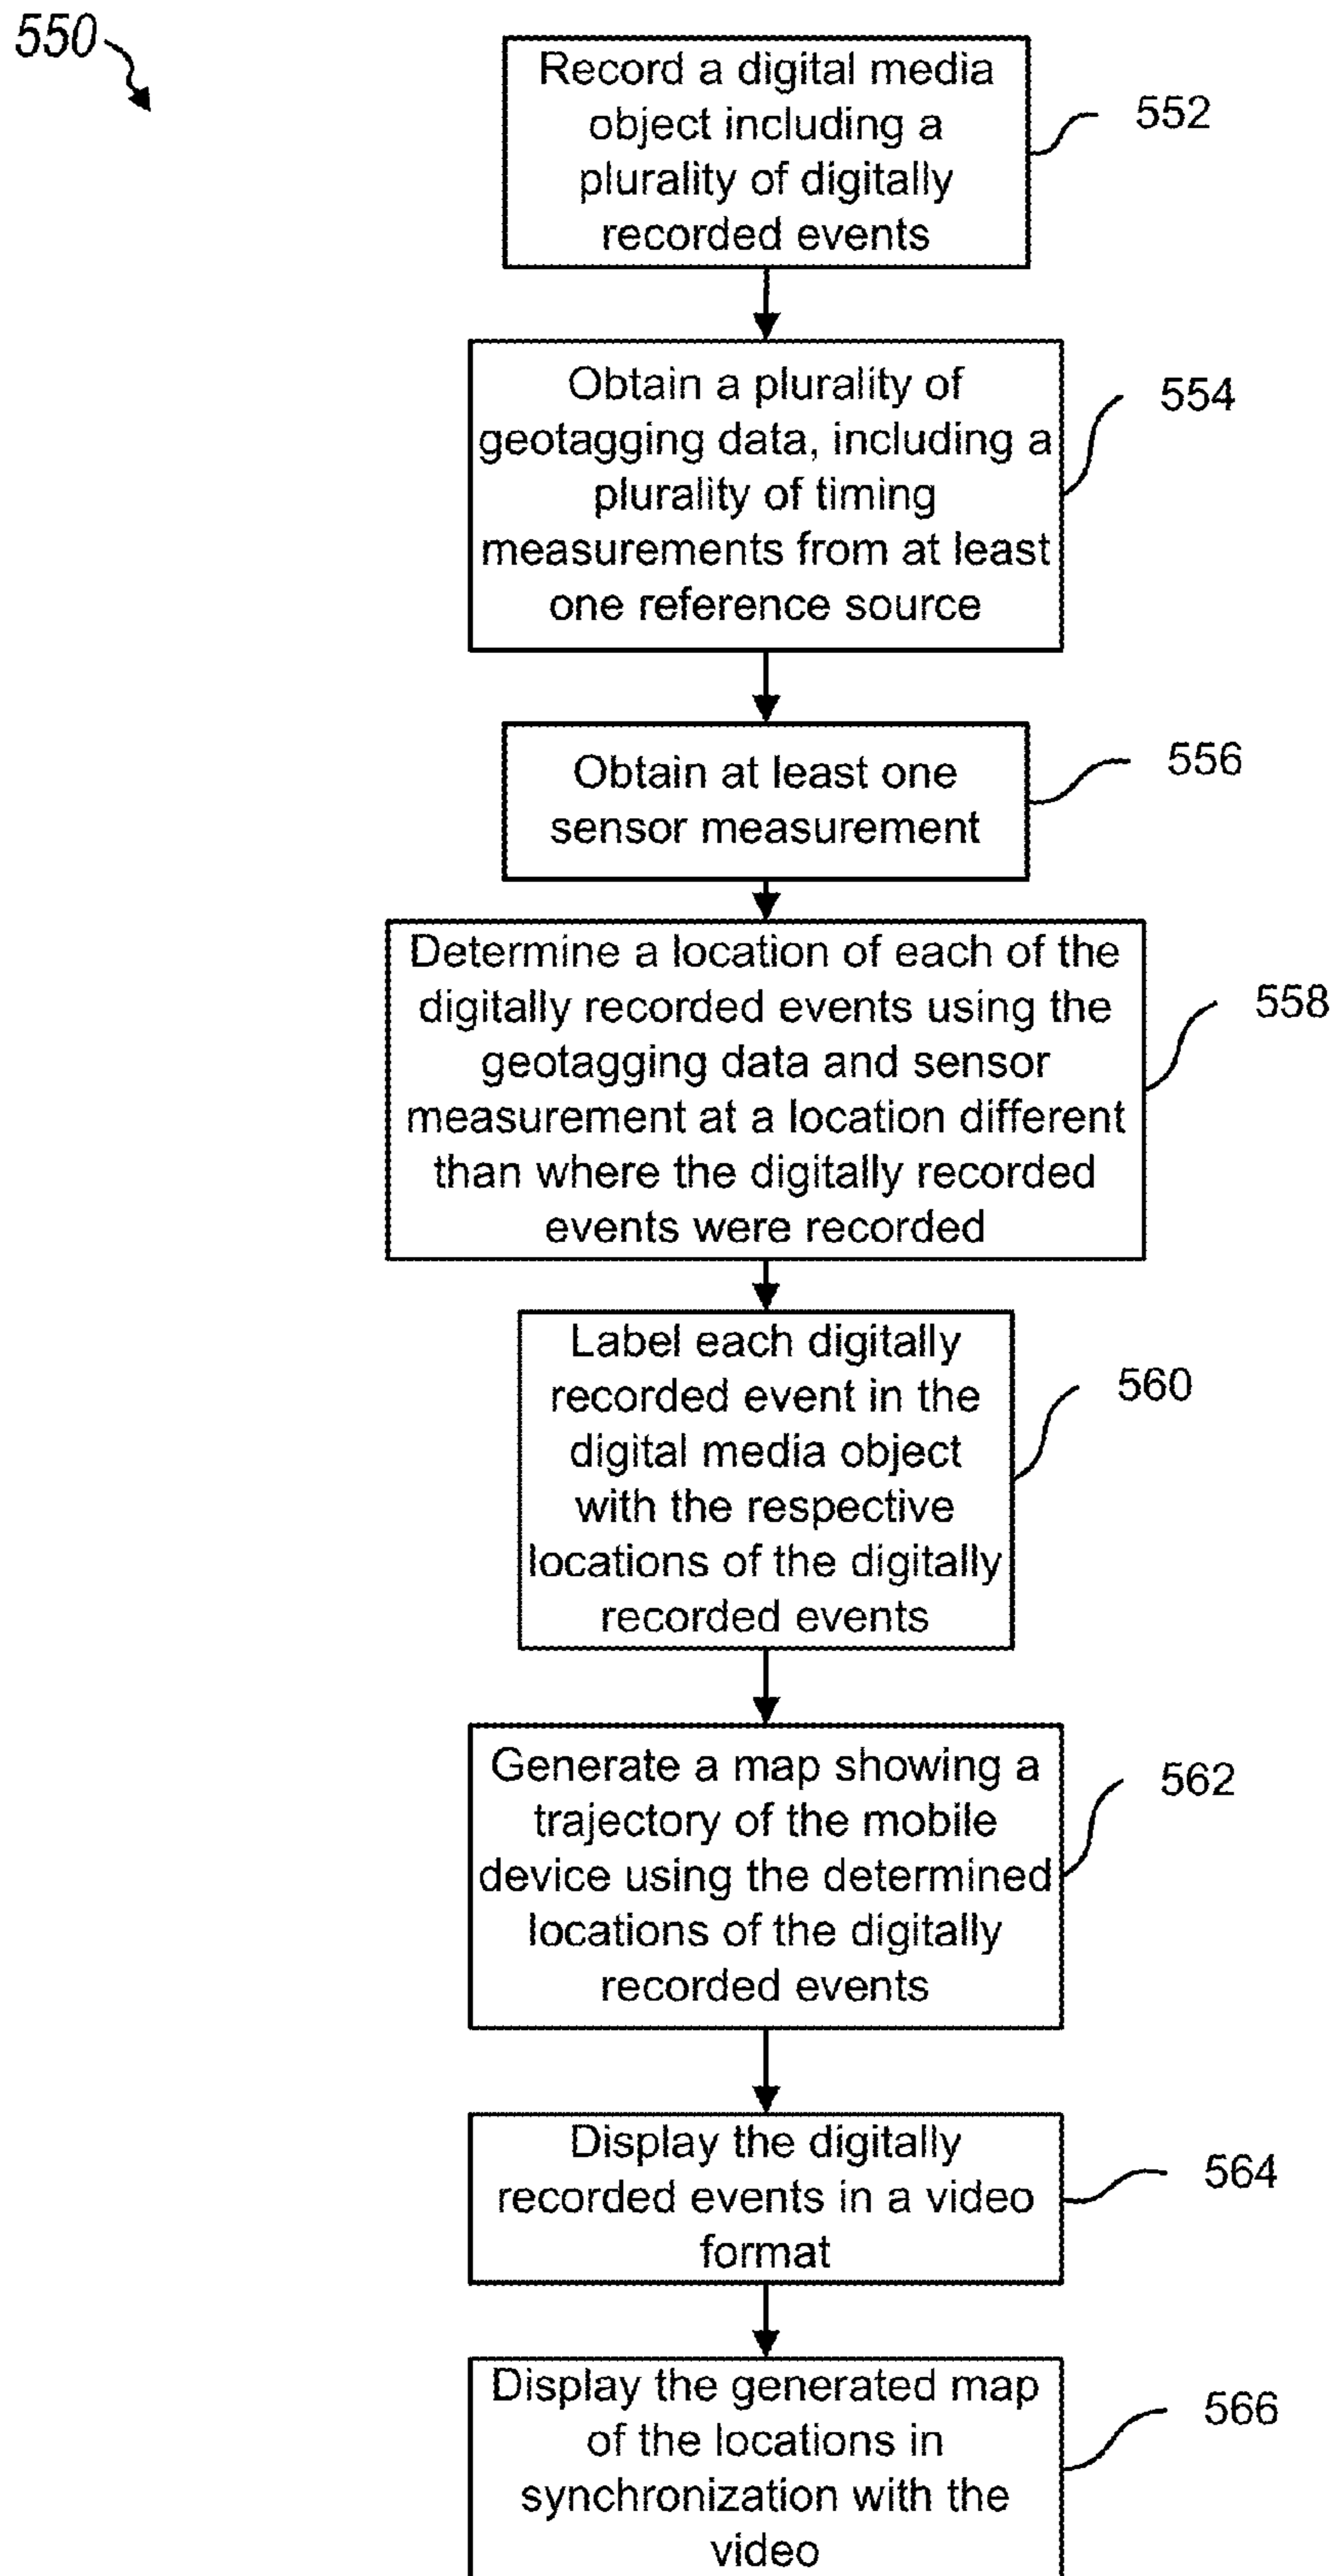 550
Record a digital media
object including a
plurality of digitally
recorded events
552
Obtain a plurality of
geotagging data, including a
plurality of timing
measurements from at least
one reference source
554
Obtain at least one
sensor measurement
556
Determine a location of each of the
digitally recorded events using the
geotagging data and sensor
measurement at a location different
than where the digitally recorded
events were recorded
558
Label each digitally
recorded event in the
digital media object
with the respective
locations of the digitally
recorded events
560
Generate a map showing a
trajectory of the mobile
device using the determined
locations of the digitally
recorded events
562
Display the digitally
recorded events in a video
format
564
Display the generated map
of the locations in
synchronization with the
video
566